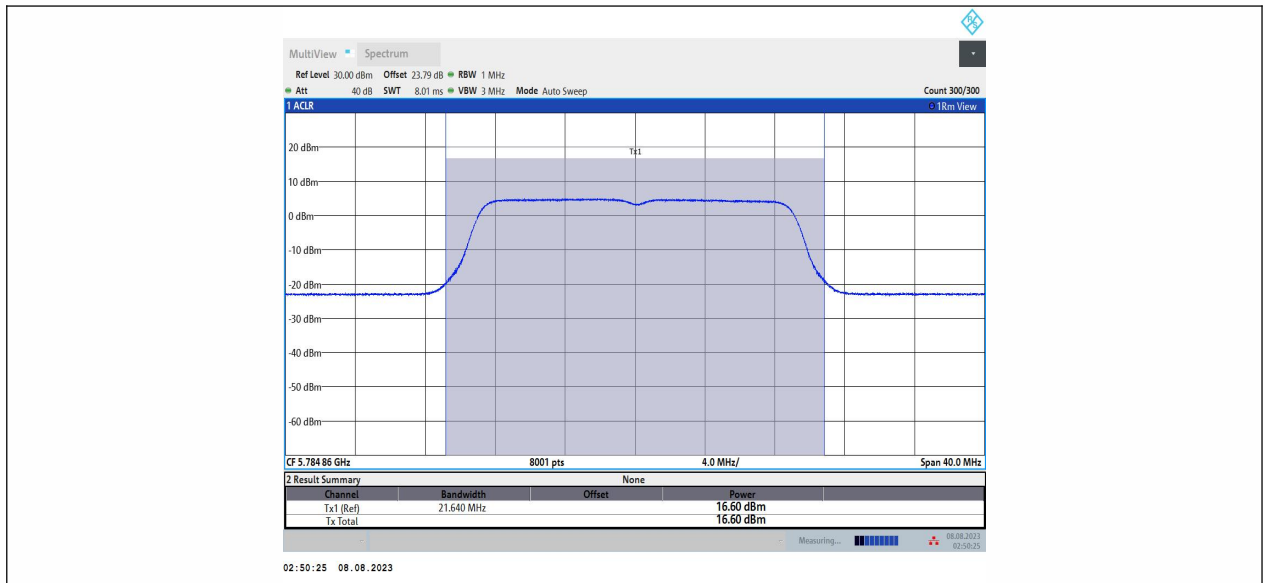 R&S
MultiView Spectrum
Ref Level 30.00 dBm Offset 23.79 dB RBW 1 MHz
Att 40 dB SWT 8.01 ms VBW 3 MHz Mode Auto Sweep Count 300/300
1 ACLR 1Rm View
20 dBm
Tx1
10 dBm
0 dBm
-10 dBm
-20 dBm
-30 dBm
-40 dBm
-50 dBm
-60 dBm
CF 5.784 86 GHz 8001 pts 4.0 MHz/ Span 40.0 MHz
2 Result Summary None
Channel Bandwidth Offset Power
Tx1 (Ref) 21.640 MHz 16.60 dBm
Tx Total 16.60 dBm
Measuring... 08.08.2023
02:50:25
02:50:25 08.08.2023